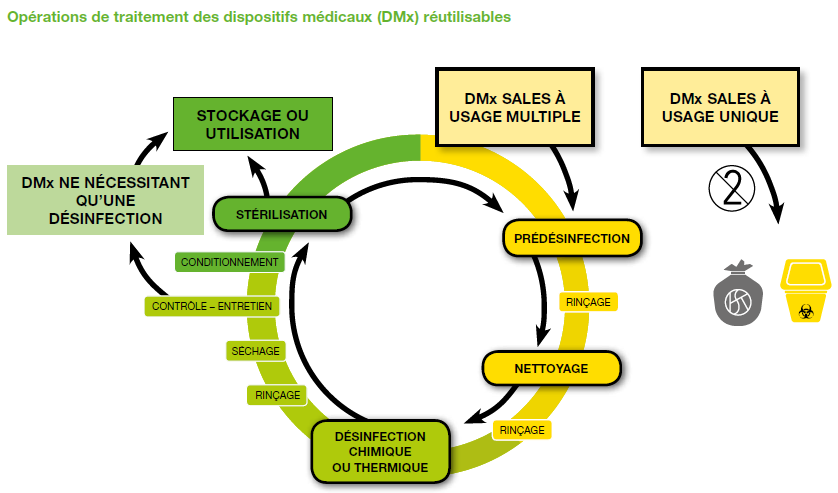 Opérations de traitement des dispositifs médicaux (DMx) réutilisables
DMx SALES À
USAGE MULTIPLE
DMx SALES À
USAGE UNIQUE
STOCKAGE OU
UTILISATION
DMx NE NÉCESSITANT
QU'UNE
DÉSINFECTION
2
STÉRILISATION
PRÉDÉSINFECTION
CONDITIONNEMENT
CONTRÔLE – ENTRETIEN
RINÇAGE
SÉCHAGE
NETTOYAGE
RINÇAGE
RINÇAGE
DÉSINFECTION
CHIMIQUE
OU THERMIQUE